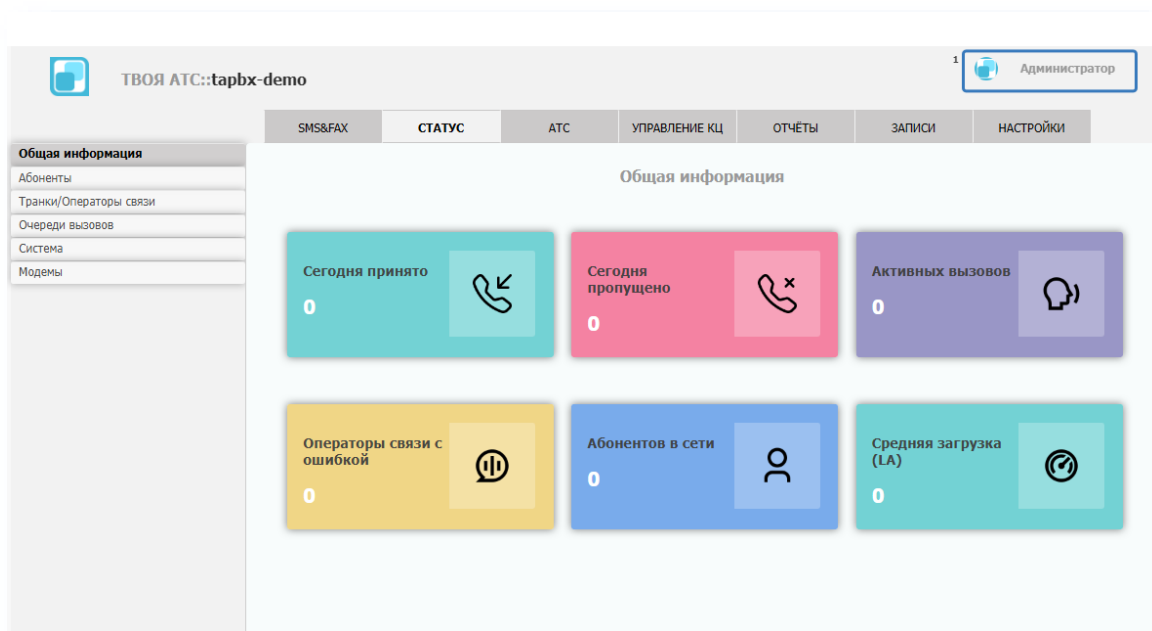 ТВОЯ АТС::tapbx-demo
1
Администратор
SMS&FAX
СТАТУС
АТС
УПРАВЛЕНИЕ КЦ
ОТЧЁТЫ
ЗАПИСИ
НАСТРОЙКИ
Общая информация
Абоненты
Транки/Операторы связи
Очереди вызовов
Система
Модемы
Общая информация
Сегодня принято
0
Сегодня
пропущено
0
Активных вызовов
0
Операторы связи с
ошибкой
0
Абонентов в сети
0
Средняя загрузка
(LA)
0